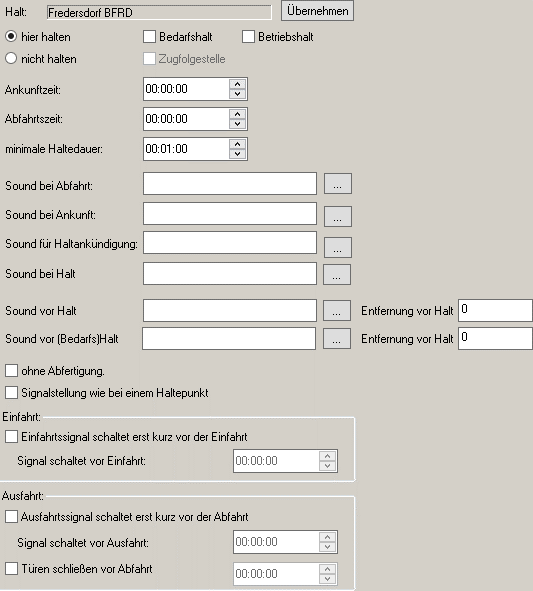 Halt: Fredersdorf BFRD Übernehmen
hier halten Bedarfshalt Betriebshalt
nicht halten Zugfolgestelle
Ankunftzeit: 00:00:00
Abfahrtszeit: 00:00:00
minimale Haltedauer: 00:01:00
Sound bei Abfahrt: ...
Sound bei Ankunft: ...
Sound für Haltankündigung: ...
Sound bei Halt ...
Sound vor Halt ... Entfernung vor Halt 0
Sound vor (Bedarfs)Halt ... Entfernung vor Halt 0
ohne Abfertigung.
Signalstellung wie bei einem Haltepunkt
Einfahrt:
Einfahrtssignal schaltet erst kurz vor der Einfahrt
Signal schaltet vor Einfahrt: 00:00:00
Ausfahrt:
Ausfahrtssignal schaltet erst kurz vor der Abfahrt
Signal schaltet vor Ausfahrt: 00:00:00
Türen schließen vor Abfahrt 00:00:00